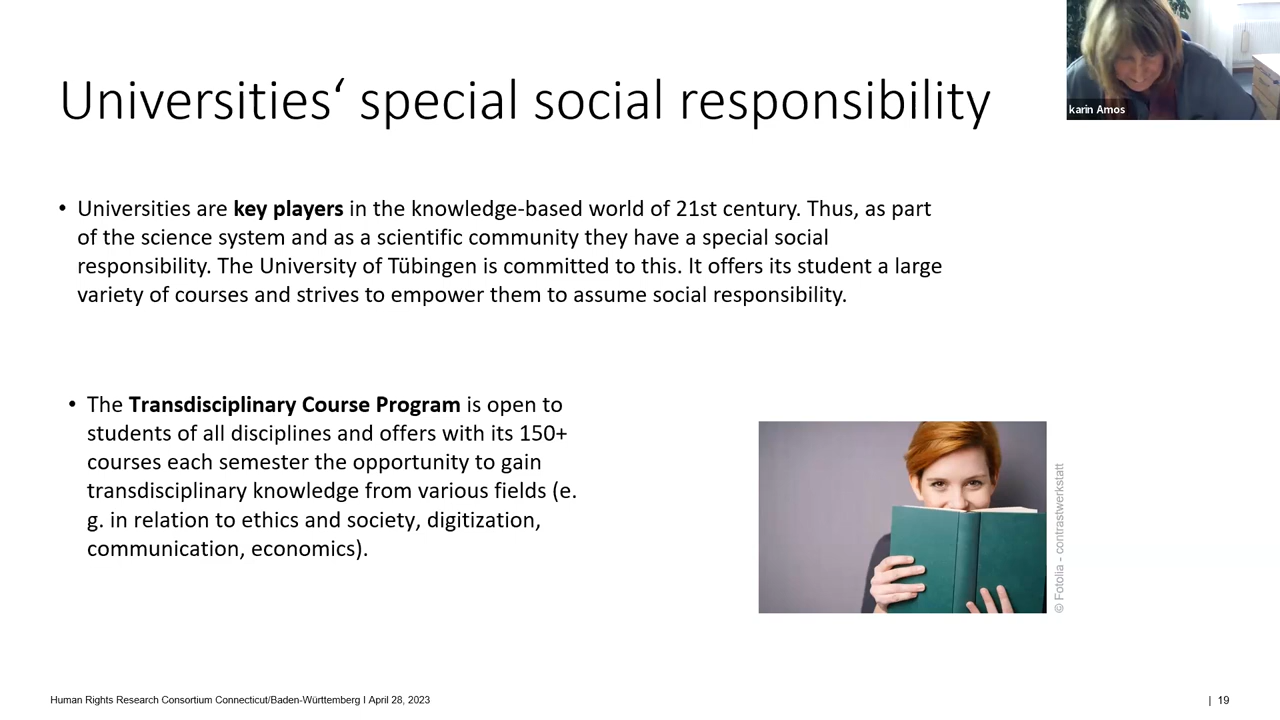 Universities‘ special social responsibility
karin Amos
• Universities are key players in the knowledge-based world of 21st century. Thus, as part
of the science system and as a scientific community they have a special social
responsibility. The University of Tübingen is committed to this. It offers its student a large
variety of courses and strives to empower them to assume social responsibility.
• The Transdisciplinary Course Program is open to
students of all disciplines and offers with its 150+
courses each semester the opportunity to gain
transdisciplinary knowledge from various fields (e.
g. in relation to ethics and society, digitization,
communication, economics).
© Fotolia - contrastwerkstatt
Human Rights Research Consortium Connecticut/Baden-Württemberg I April 28, 2023
| 19